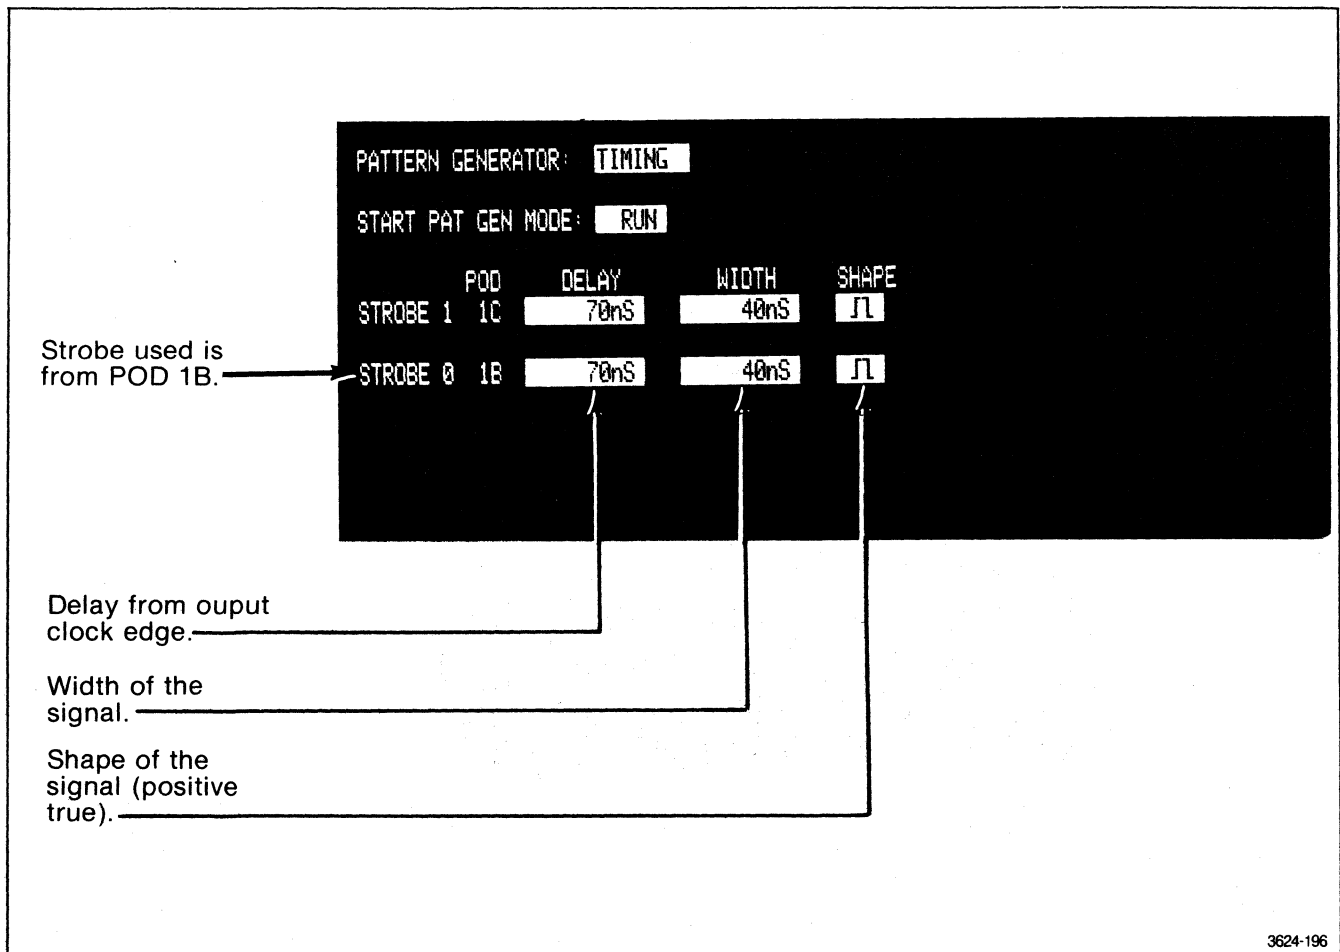 PATTERN GENERATOR: TIMING
START PAT GEN MODE: RUN
POD DELAY WIDTH SHAPE
STROBE 1 1C 70nS 40nS
STROBE 0 1B 70nS 40nS
Strobe used is
from POD 1B.
Delay from ouput
clock edge.
Width of the
signal.
Shape of the
signal (positive
true).
3624-196